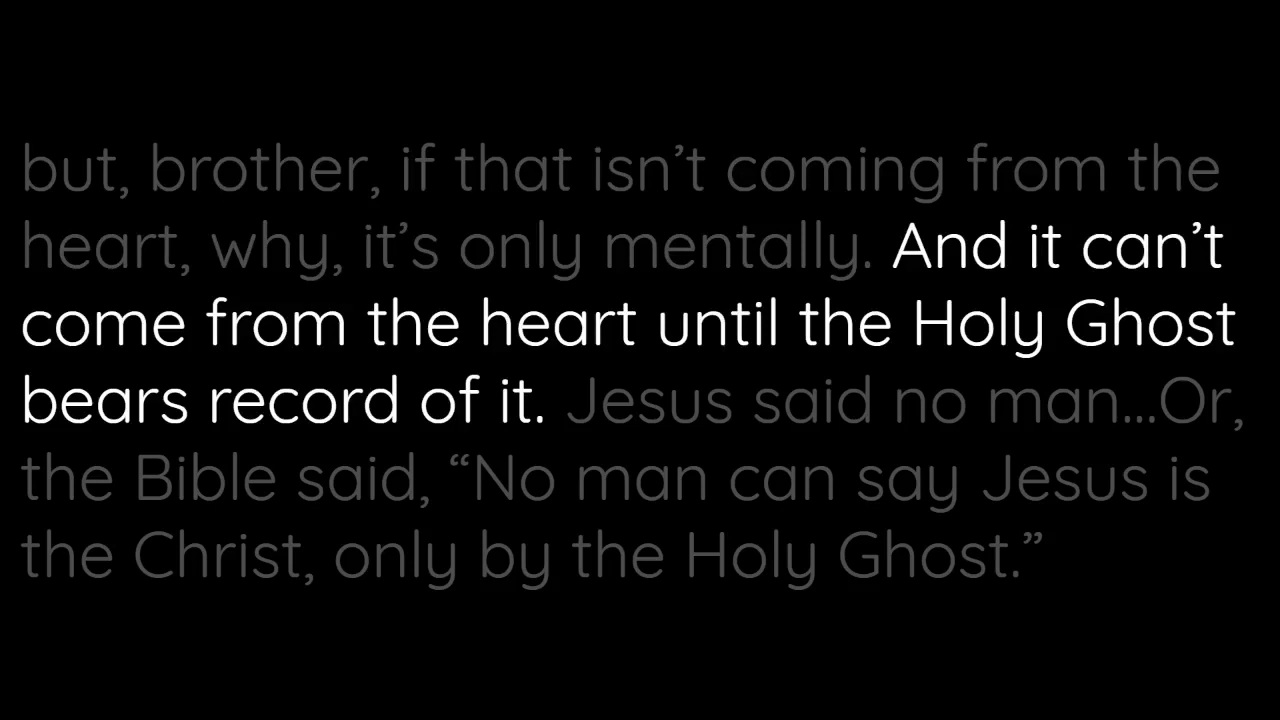 but, brother, if that isn’t coming from the
heart, why, it’s only mentally. And it can’t
come from the heart until the Holy Ghost
bears record of it. Jesus said no man...Or,
the Bible said, “No man can say Jesus is
the Christ, only by the Holy Ghost.”